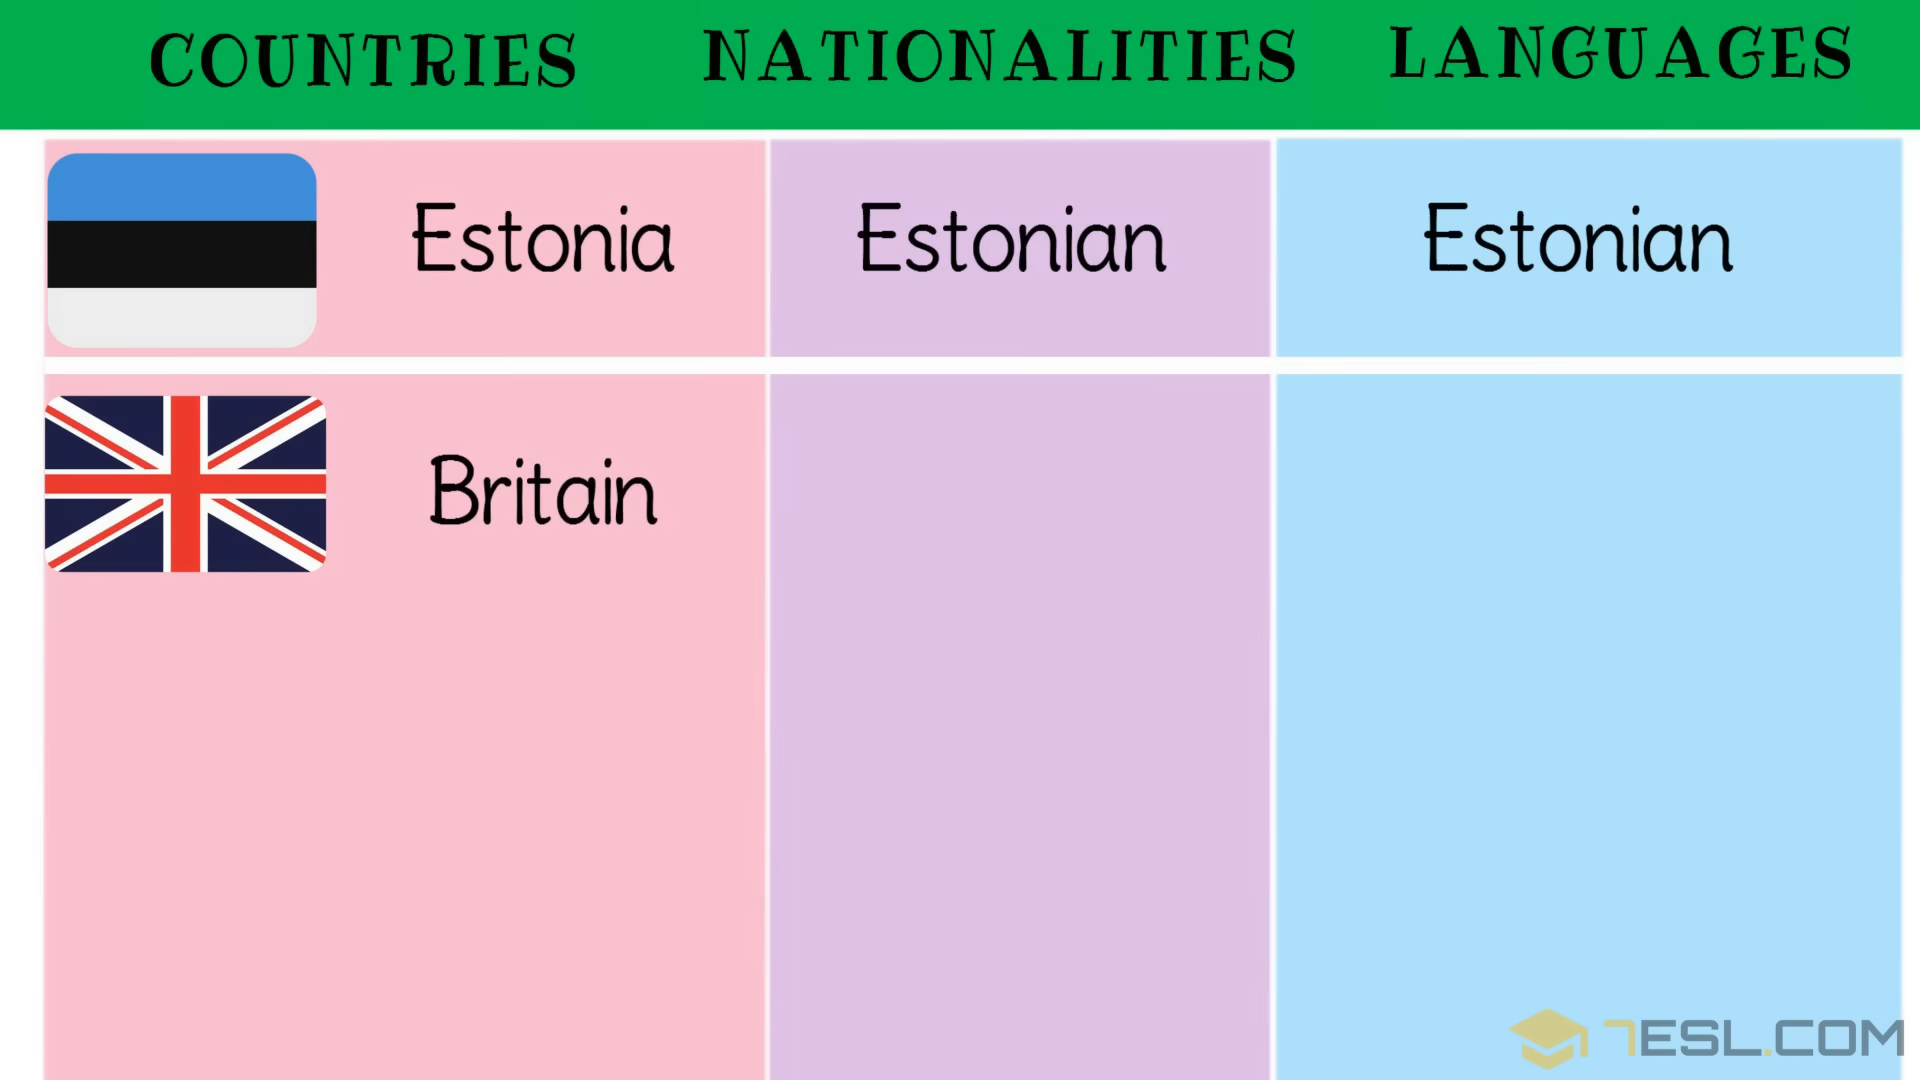 COUNTRIES NATIONALITIES LANGUAGES
Estonia Estonian Estonian
Britain
7ESL.COM